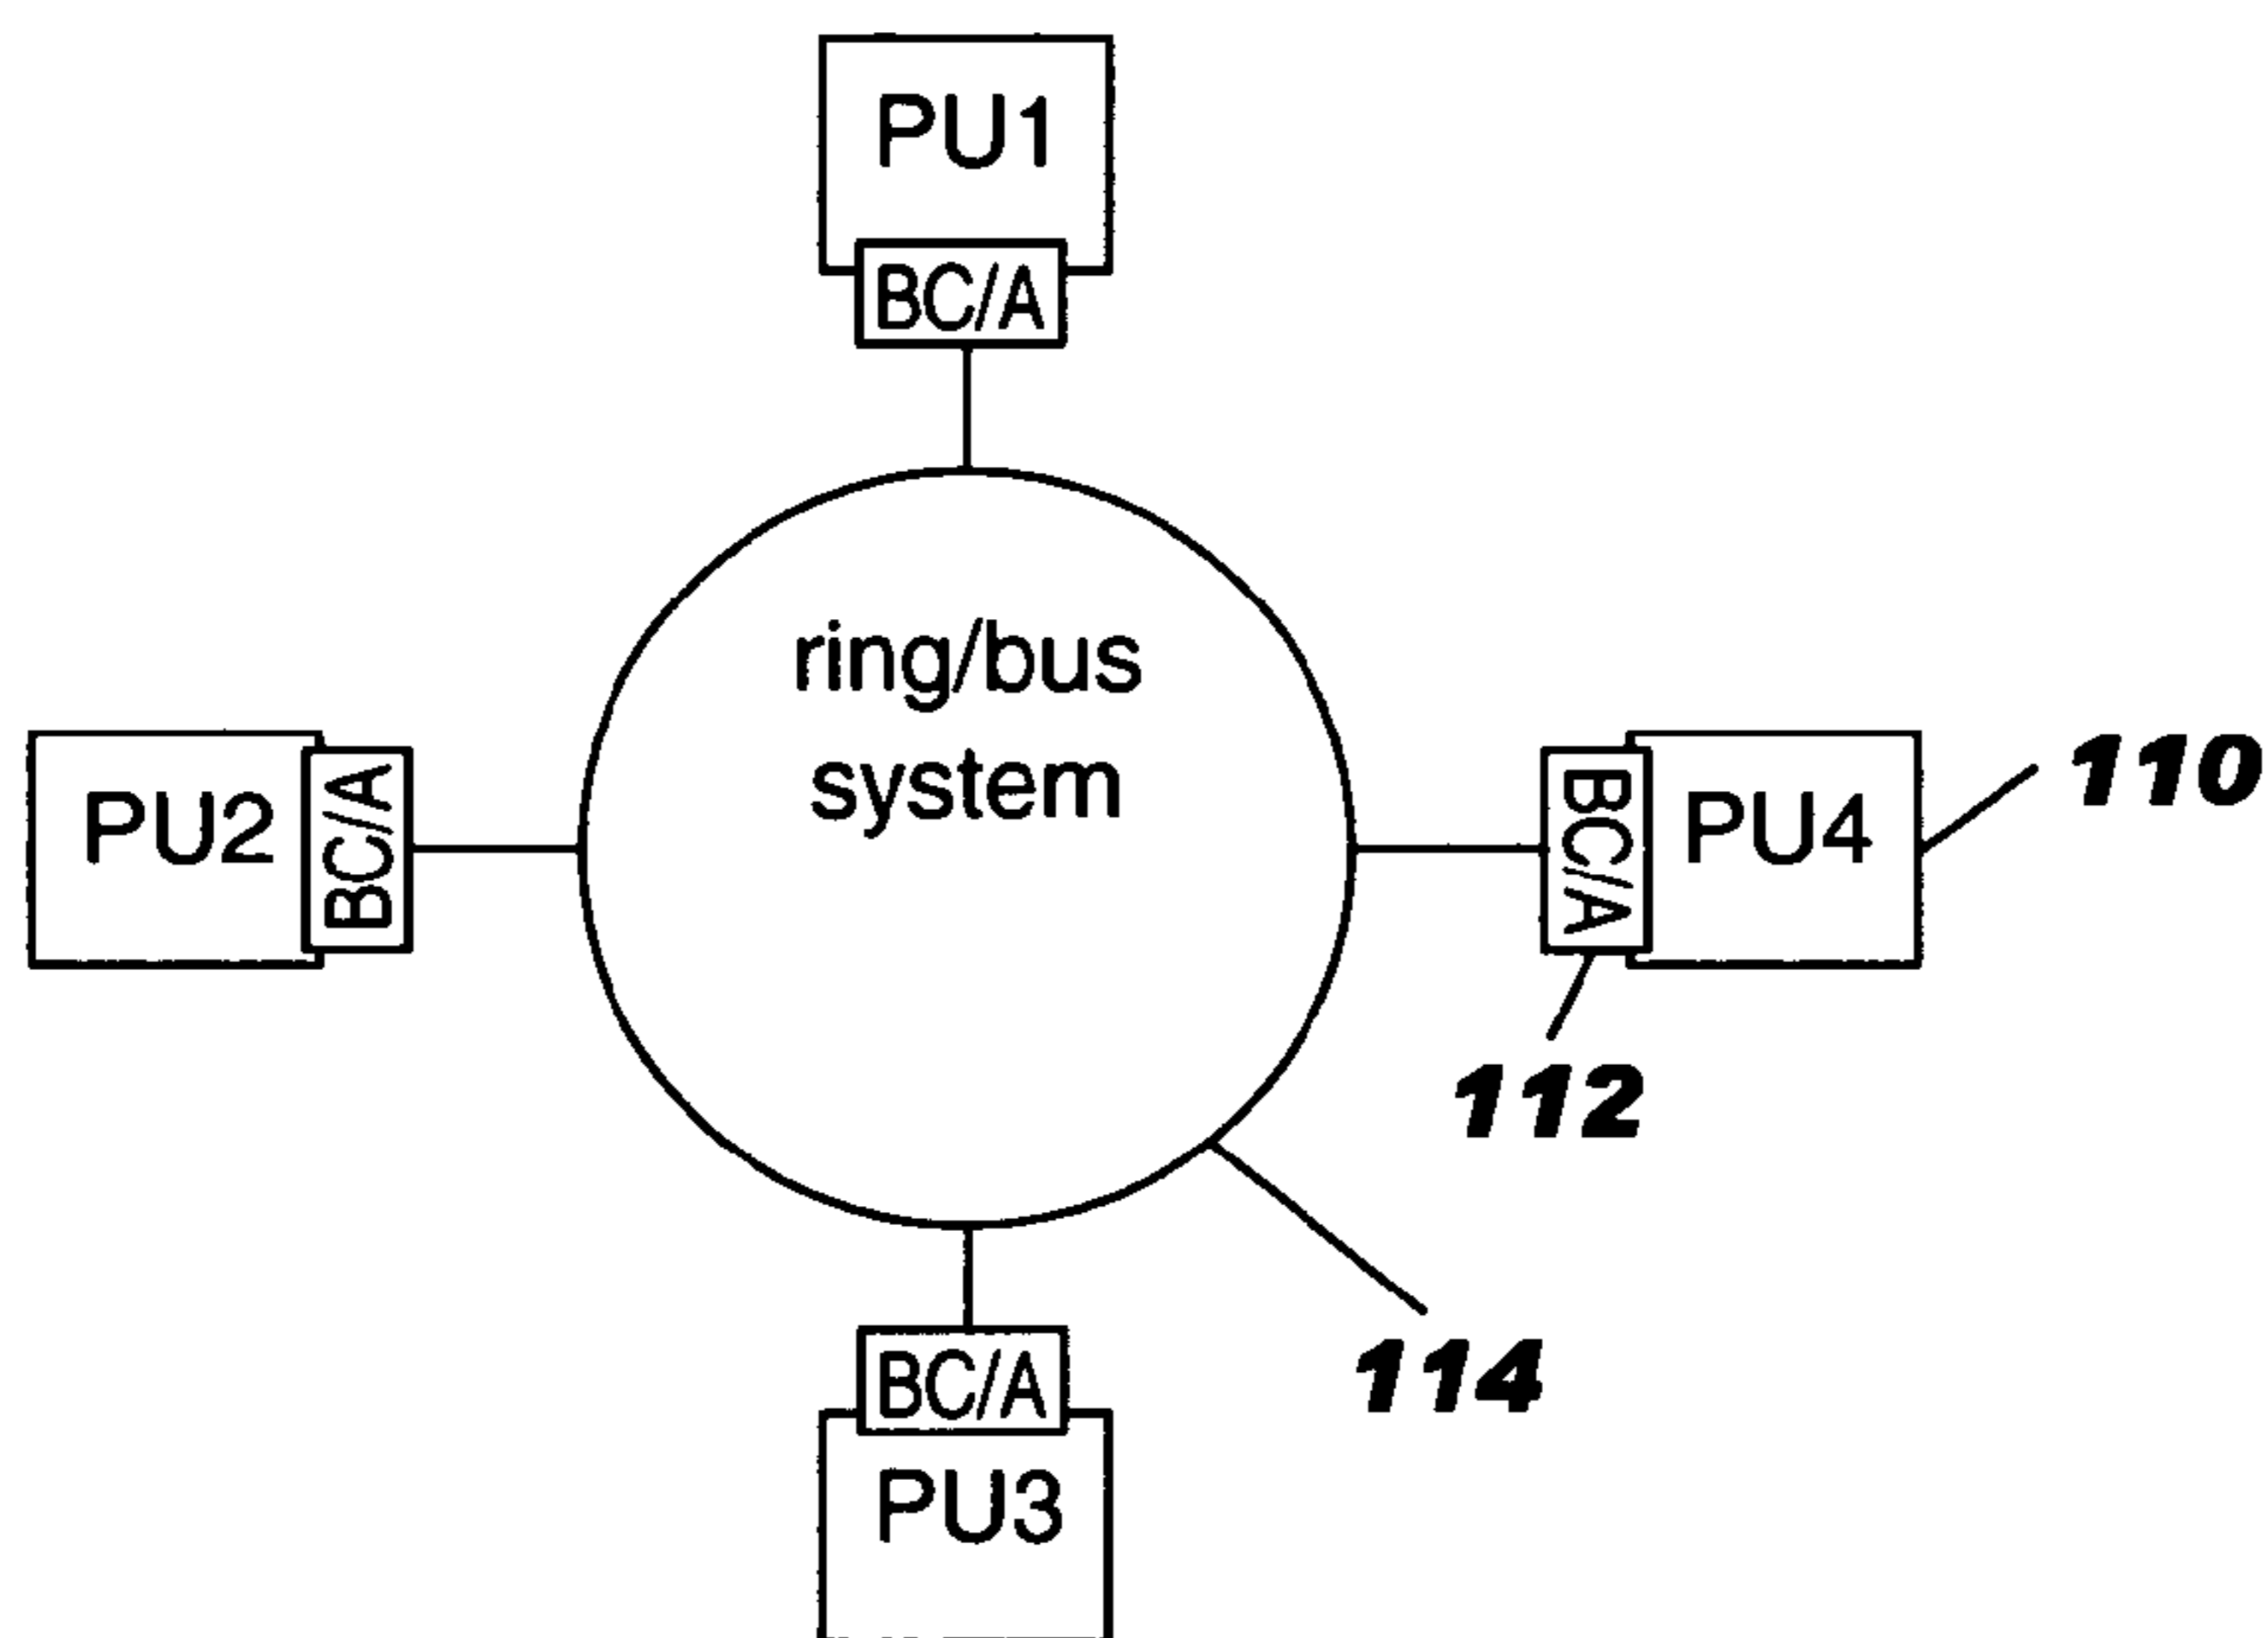 PU1
BC/A
ring/bus
system
PU2
BC/A
BC/A
PU4
110
112
114
BC/A
PU3